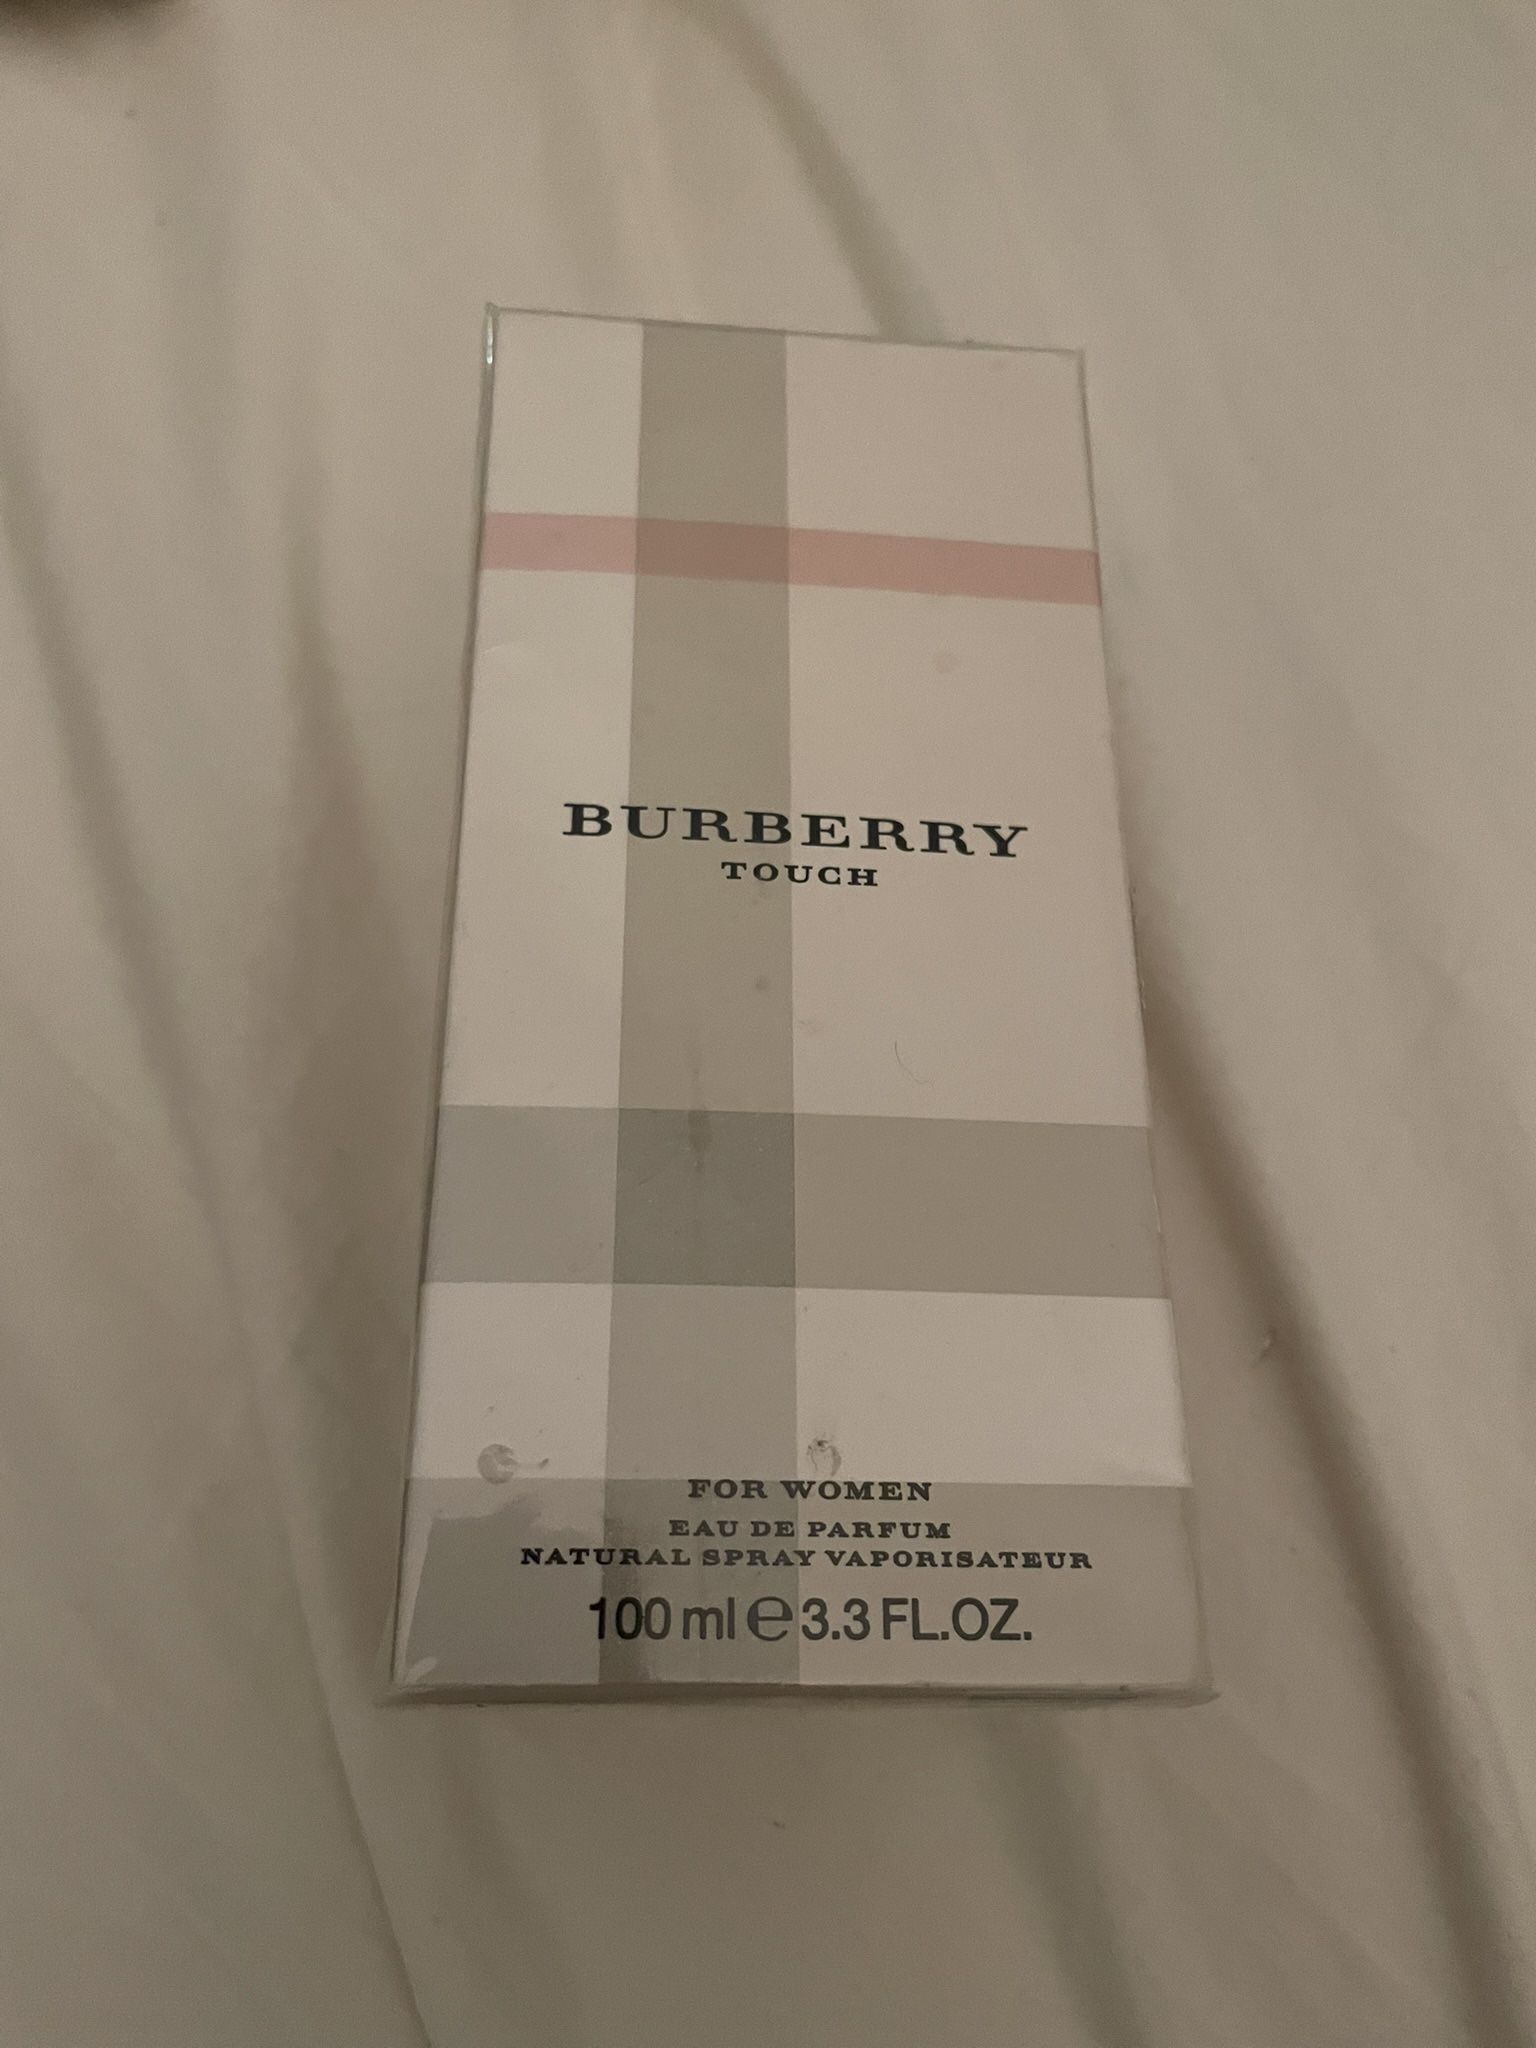 BURBERRY
TOUCH
FOR WOMEN
EAU DE PARFUM
NATURAL SPRAY VAPORISATEUR
100 ml ℮ 3.3 FL.OZ.